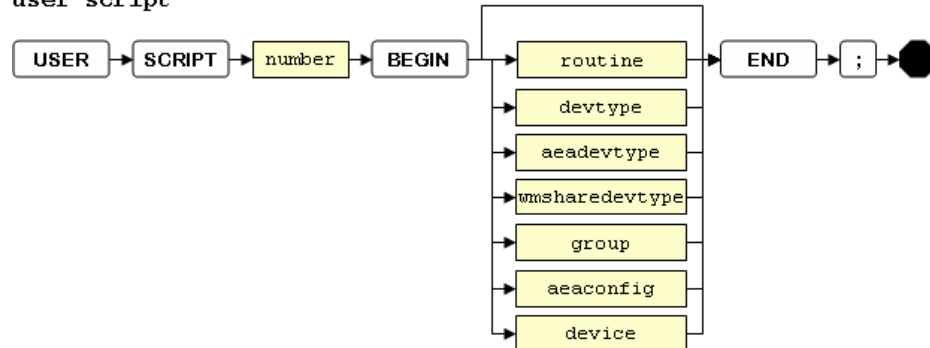 user script
USER SCRIPT number BEGIN routine END ;
devtype
aeadevtype
wmsharedevtype
group
aeaconfig
device